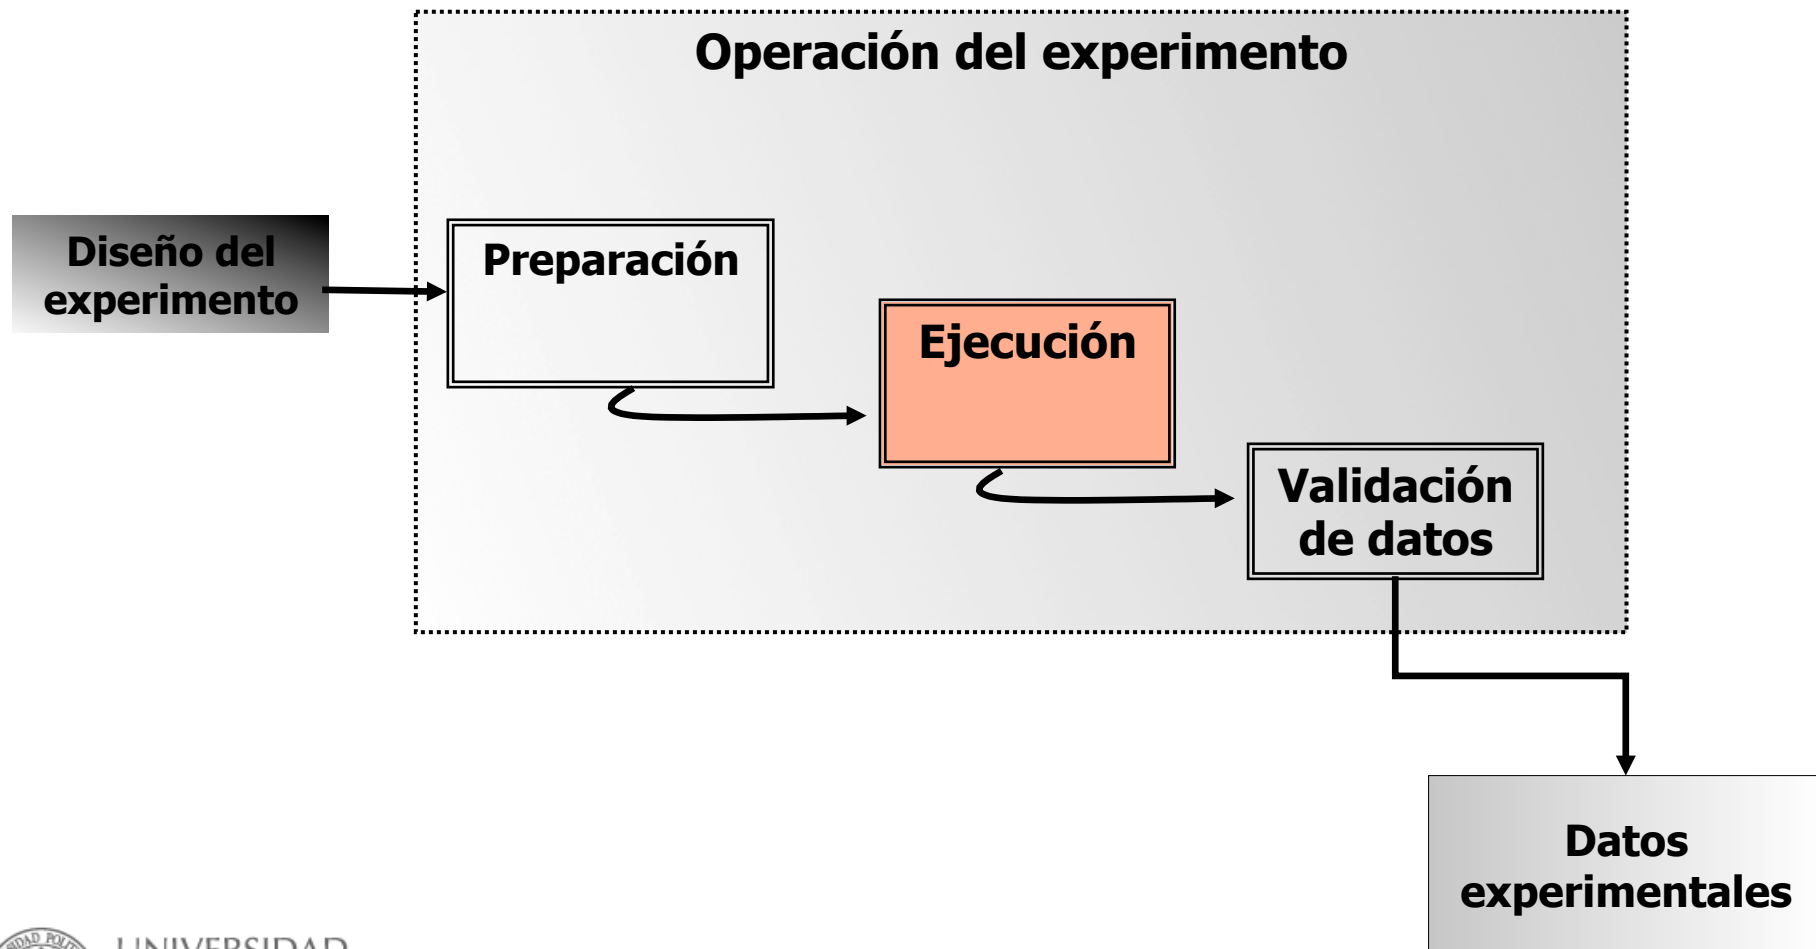 Operación del experimento
Diseño del
experimento
Preparación
Ejecución
Validación
de datos
Datos
experimentales
UNIVERSIDAD